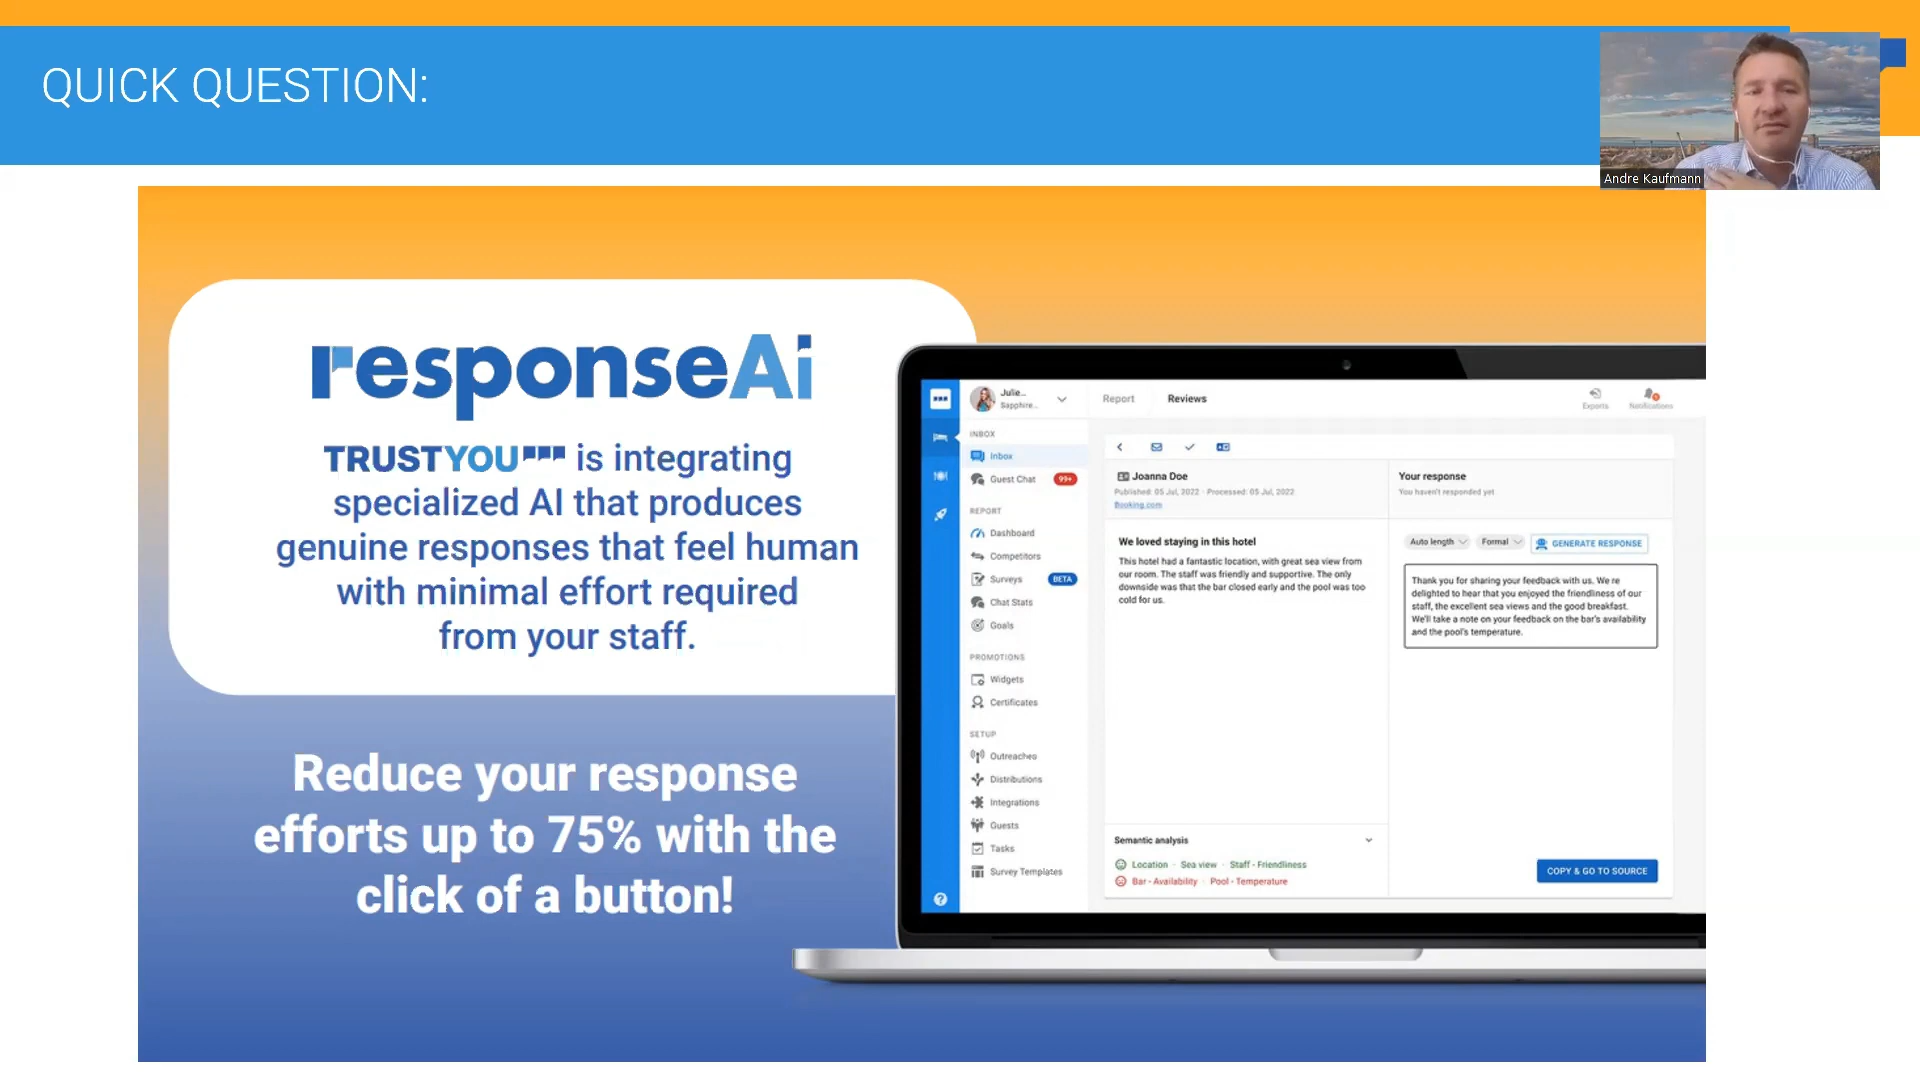 QUICK QUESTION:
Andre Kaufmann
responseAi
TRUSTYOU is integrating
specialized AI that produces
genuine responses that feel human
with minimal effort required
from your staff.
Reduce your response
efforts up to 75% with the
click of a button!
Julie...
Sapphire...
Report
Reviews
Exports
Notifications
INBOX
Inbox
Guest Chat 99+
REPORT
Dashboard
Competitors
Surveys BETA
Chat Stats
Goals
PROMOTIONS
Widgets
Certificates
SETUP
Outreaches
Distributions
Integrations
Guests
Tasks
Survey Templates
Joanna Doe
Published: 05 Jul, 2022 · Processed: 05 Jul, 2022
Booking.com
We loved staying in this hotel
This hotel had a fantastic location, with great sea view from
our room. The staff was friendly and supportive. The only
downside was that the bar closed early and the pool was too
cold for us.
Semantic analysis
Location · Sea view · Staff - Friendliness
Bar - Availability · Pool - Temperature
Your response
You haven't responded yet
Auto length
Formal
GENERATE RESPONSE
Thank you for sharing your feedback with us. We re
delighted to hear that you enjoyed the friendliness of our
staff, the excellent sea views and the good breakfast.
We'll take a note on your feedback on the bar's availability
and the pool's temperature.
COPY & GO TO SOURCE